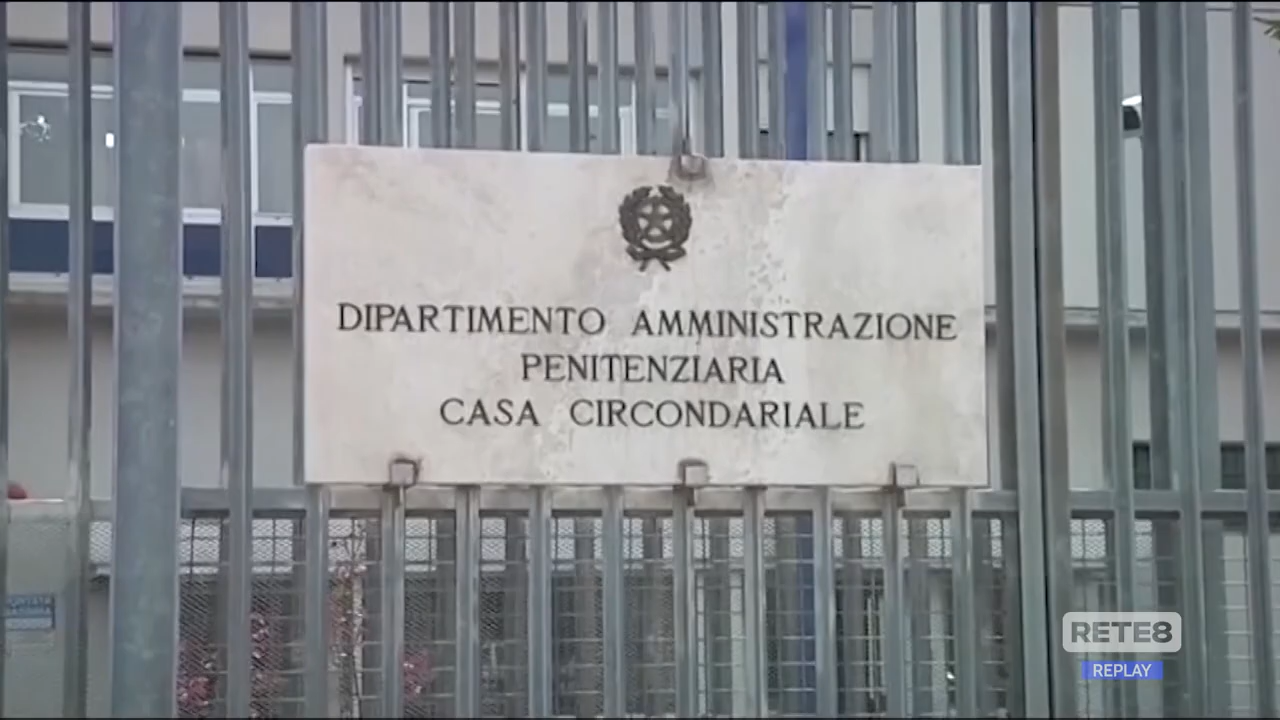 DIPARTIMENTO AMMINISTRAZIONE
PENITENZIARIA
CASA CIRCONDARIALE
RETE8
REPLAY